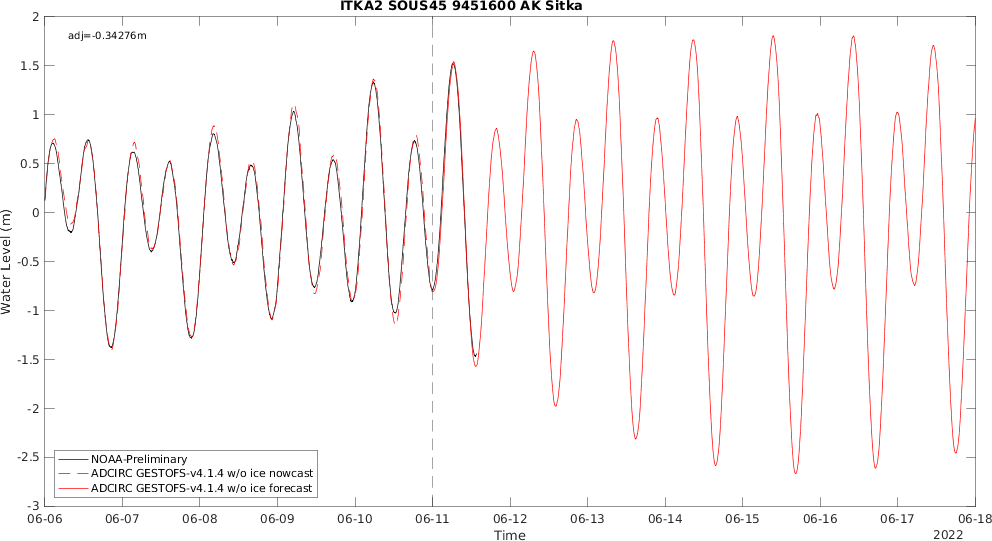 ITKA2 SOUS45 9451600 AK Sitka
adj=-0.34276m
2
1.5
1
0.5
0
-0.5
-1
-1.5
-2
-2.5
-3
Water Level (m)
NOAA-Preliminary
ADCIRC GESTOFS-v4.1.4 w/o ice nowcast
ADCIRC GESTOFS-v4.1.4 w/o ice forecast
06-06 06-07 06-08 06-09 06-10 06-11 06-12 06-13 06-14 06-15 06-16 06-17 06-18
Time
2022